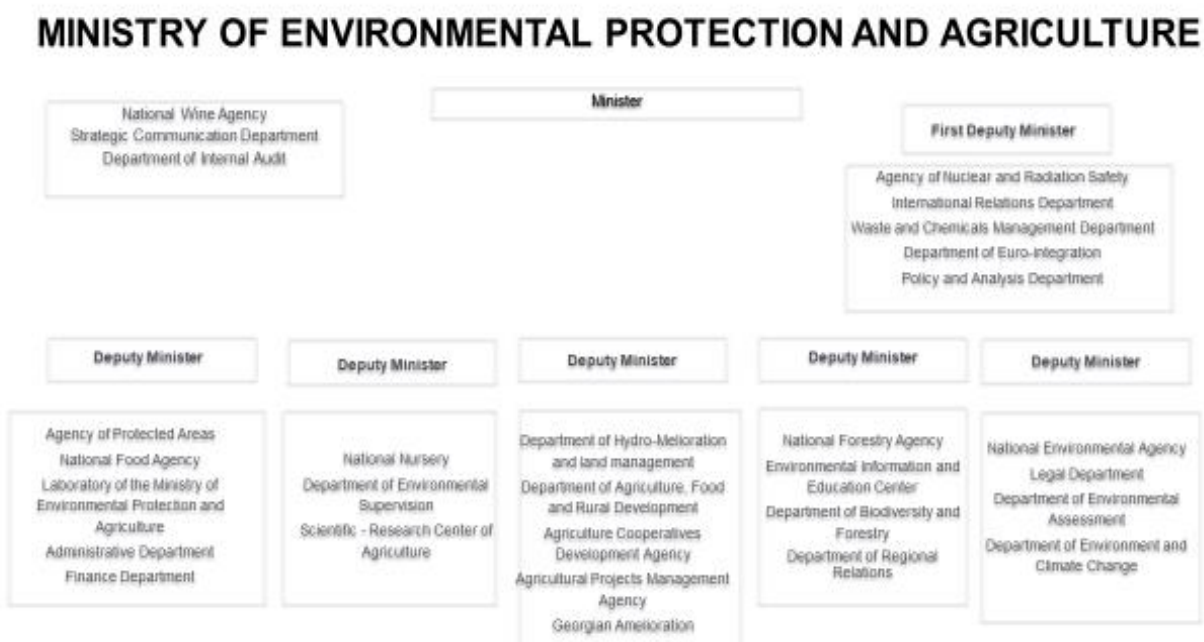 MINISTRY OF ENVIRONMENTAL PROTECTION AND AGRICULTURE
National Wine Agency
Strategic Communication Department
Department of Internal Audit
Minister
First Deputy Minister
Agency of Nuclear and Radiation Safety
International Relations Department
Waste and Chemicals Management Department
Department of Euro-integration
Policy and Analysis Department
Deputy Minister
Agency of Protected Areas
National Food Agency
Laboratory of the Ministry of
Environmental Protection and
Agriculture
Administrative Department
Finance Department
Deputy Minister
National Nursery
Department of Environmental
Supervision
Scientific - Research Center of
Agriculture
Deputy Minister
Department of Hydro-Melioration
and land management
Department of Agriculture, Food
and Rural Development
Agriculture Cooperatives
Development Agency
Agricultural Projects Management
Agency
Georgian Amelioration
Deputy Minister
National Forestry Agency
Environmental Information and
Education Center
Department of Biodiversity and
Forestry
Department of Regional
Relations
Deputy Minister
National Environmental Agency
Legal Department
Department of Environmental
Assessment
Department of Environment and
Climate Change